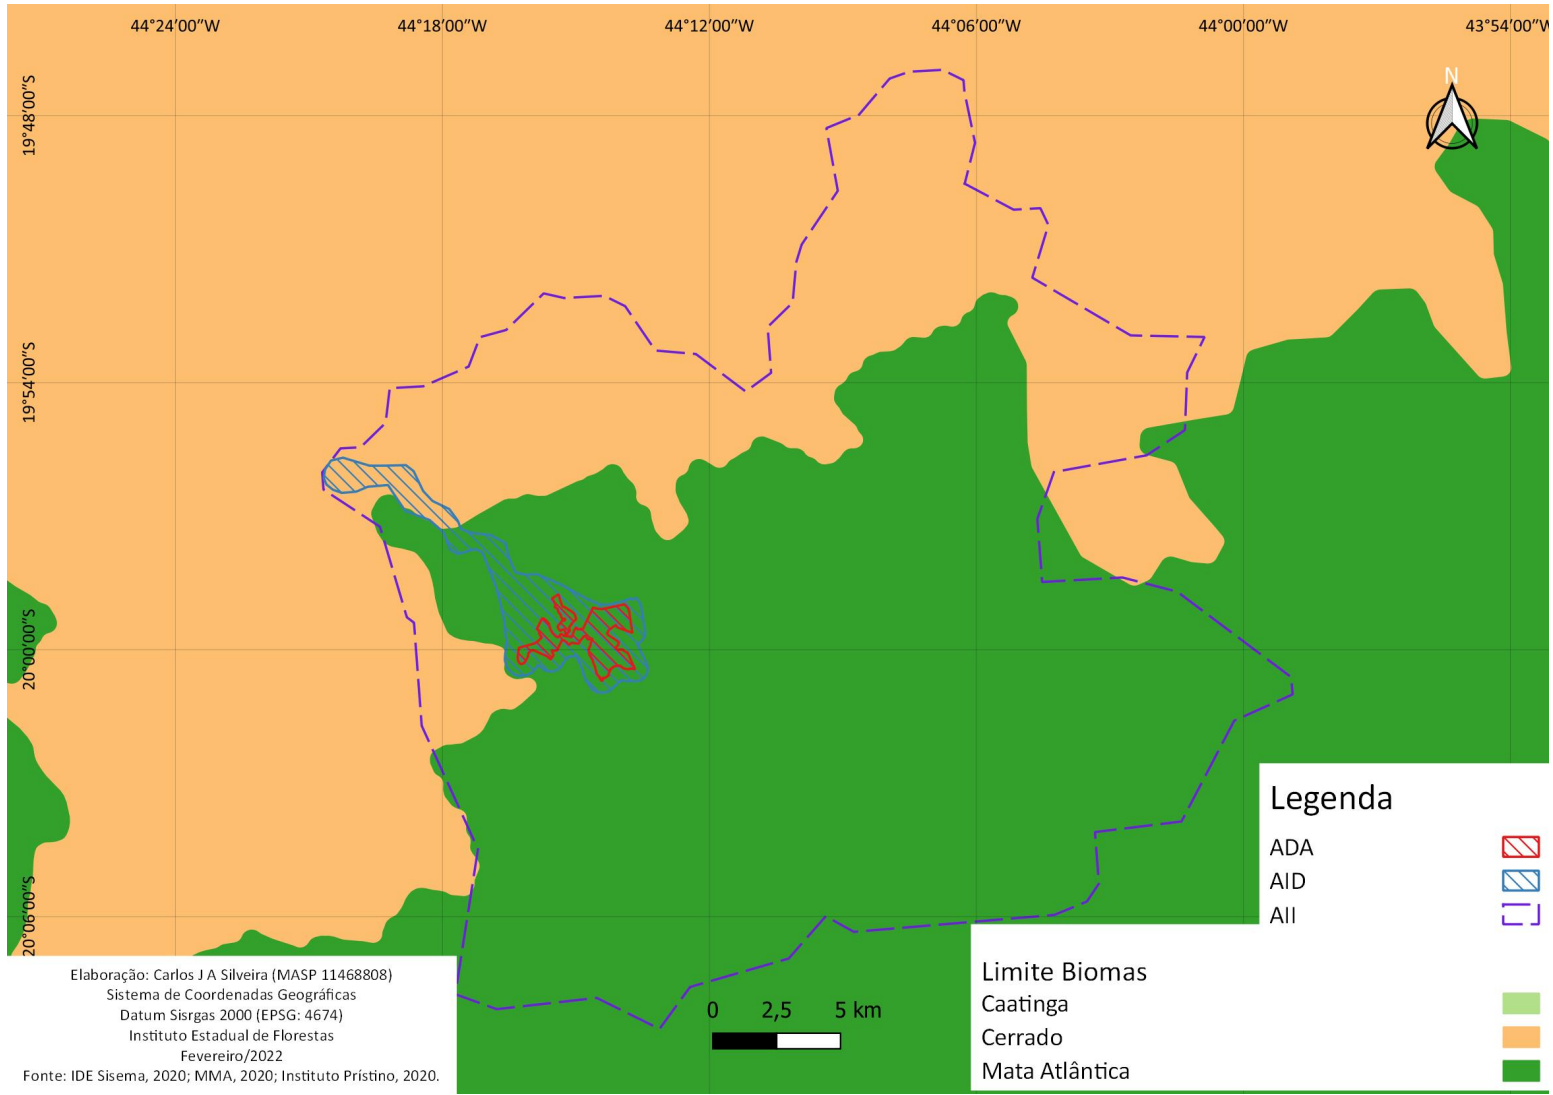 44°24'00"W 44°18'00"W 44°12'00"W 44°06'00"W 44°00'00"W 43°54'00"W
N
19°48'00"S
19°54'00"S
20°00'00"S
20°06'00"S
Legenda
ADA
AID
AII
Limite Biomas
Caatinga
Cerrado
Mata Atlântica
0 2,5 5 km
Elaboração: Carlos J A Silveira (MASP 11468808)
Sistema de Coordenadas Geográficas
Datum Sisrgas 2000 (EPSG: 4674)
Instituto Estadual de Florestas
Fevereiro/2022
Fonte: IDE Sisema, 2020; MMA, 2020; Instituto Prístino, 2020.